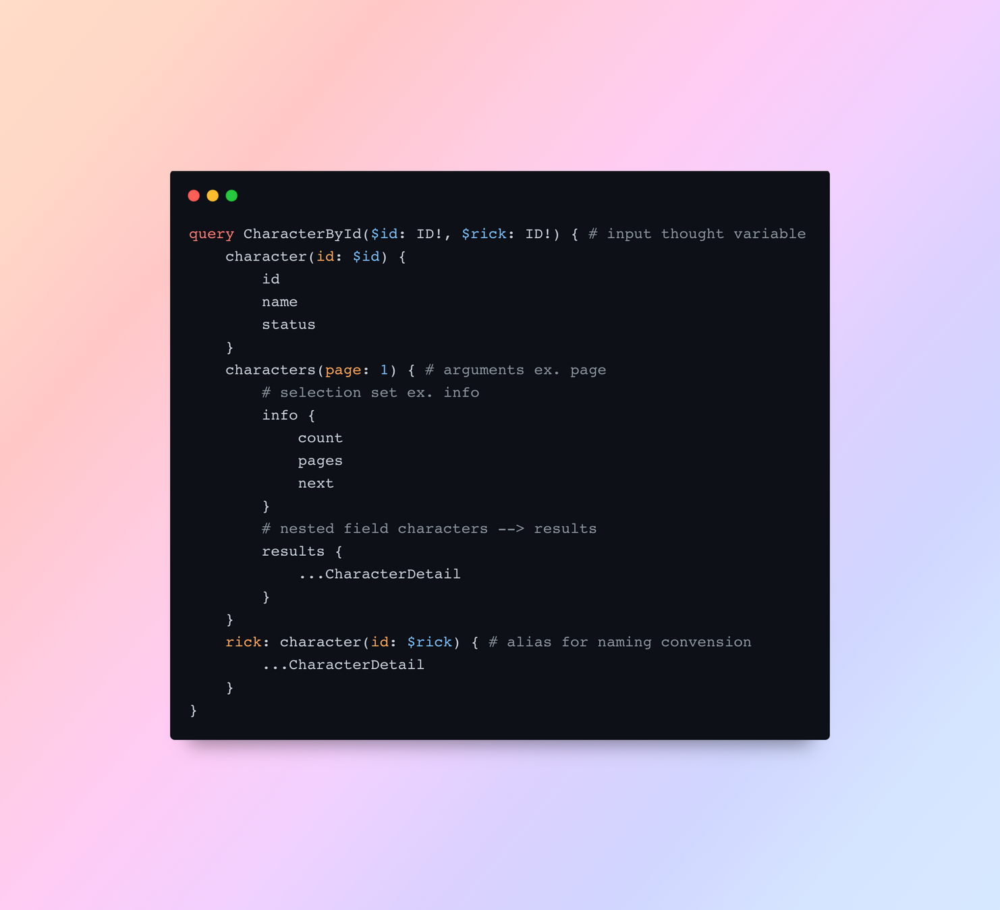 query CharacterById($id: ID!, $rick: ID!) { # input thought variable
    character(id: $id) {
        id
        name
        status
    }
    characters(page: 1) { # arguments ex. page
        # selection set ex. info
        info {
            count
            pages
            next
        }
        # nested field characters --> results
        results {
            ...CharacterDetail
        }
    }
    rick: character(id: $rick) { # alias for naming convension
        ...CharacterDetail
    }
}